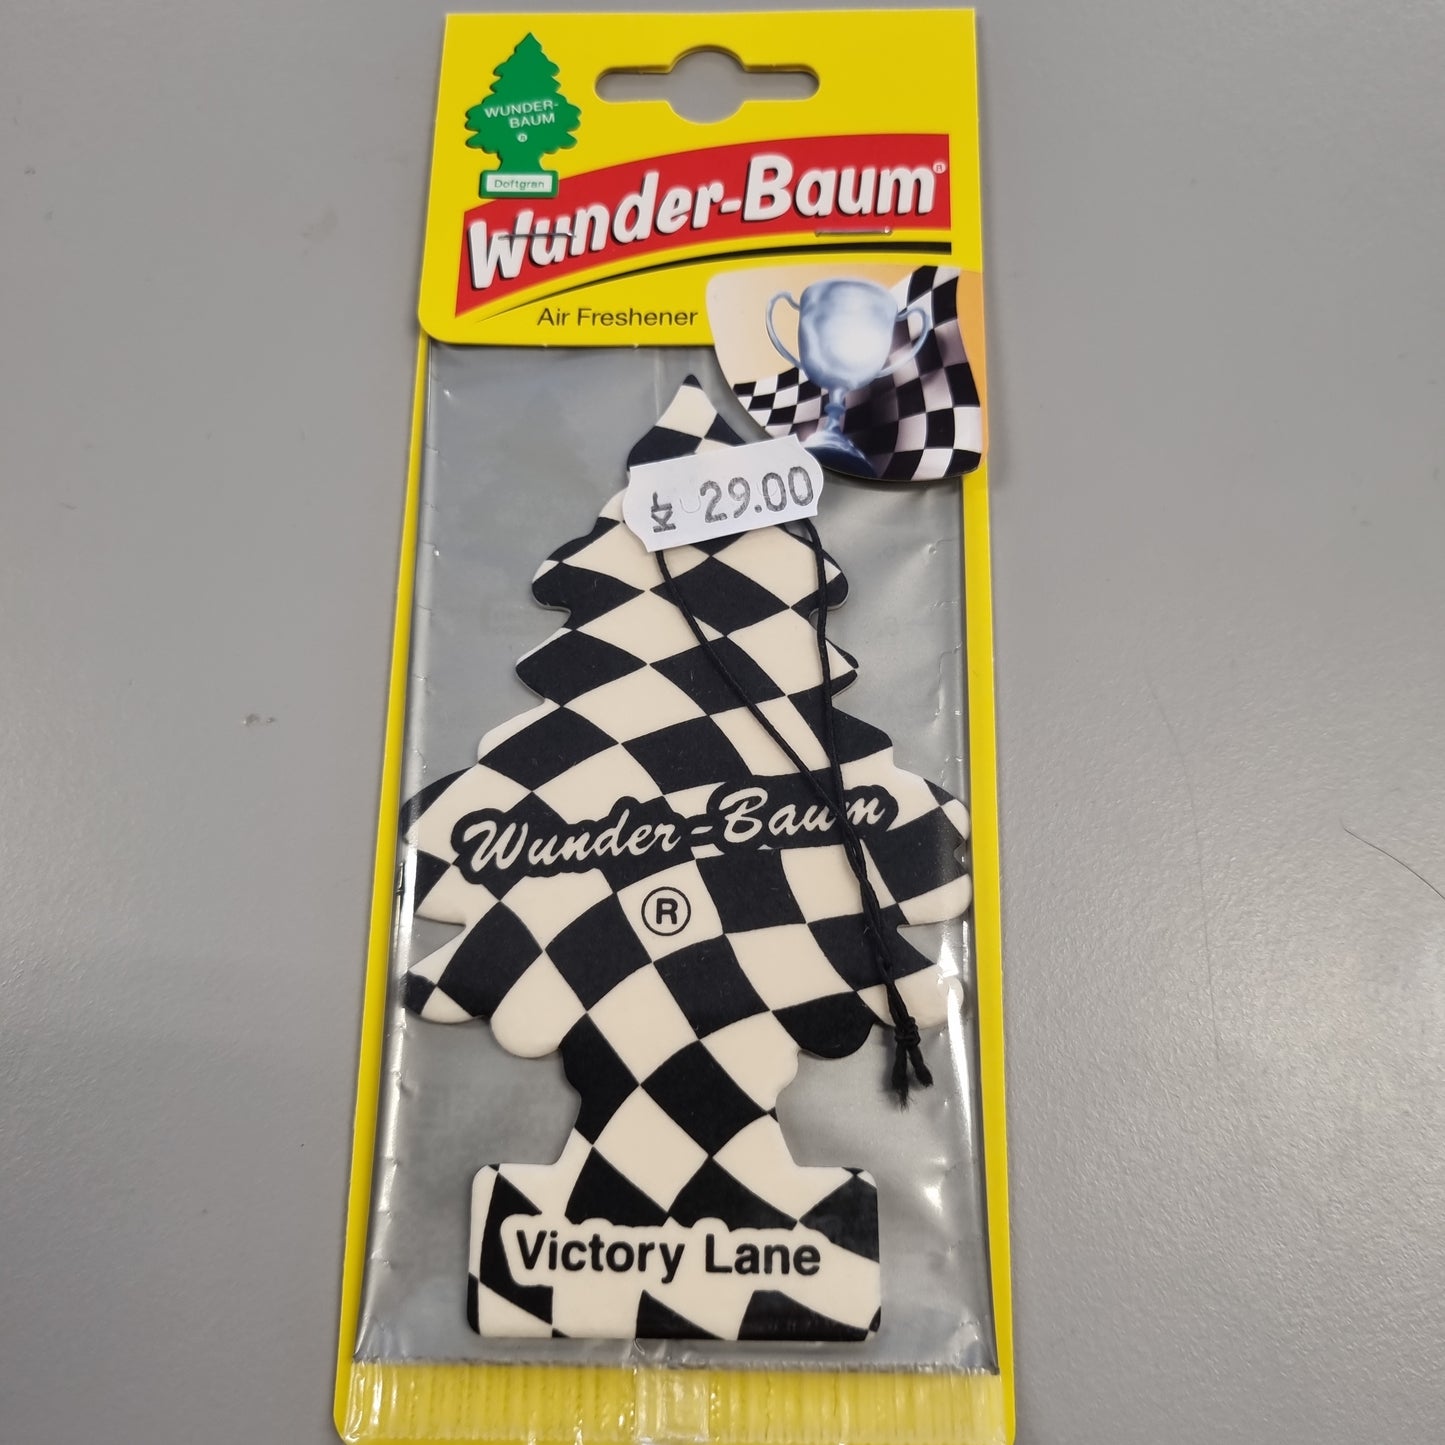 WUNDER-
BAUM
®
Doftgran
Wunder-Baum®
Air Freshener
Kr 29.00
Wunder-Baum
®
Victory Lane